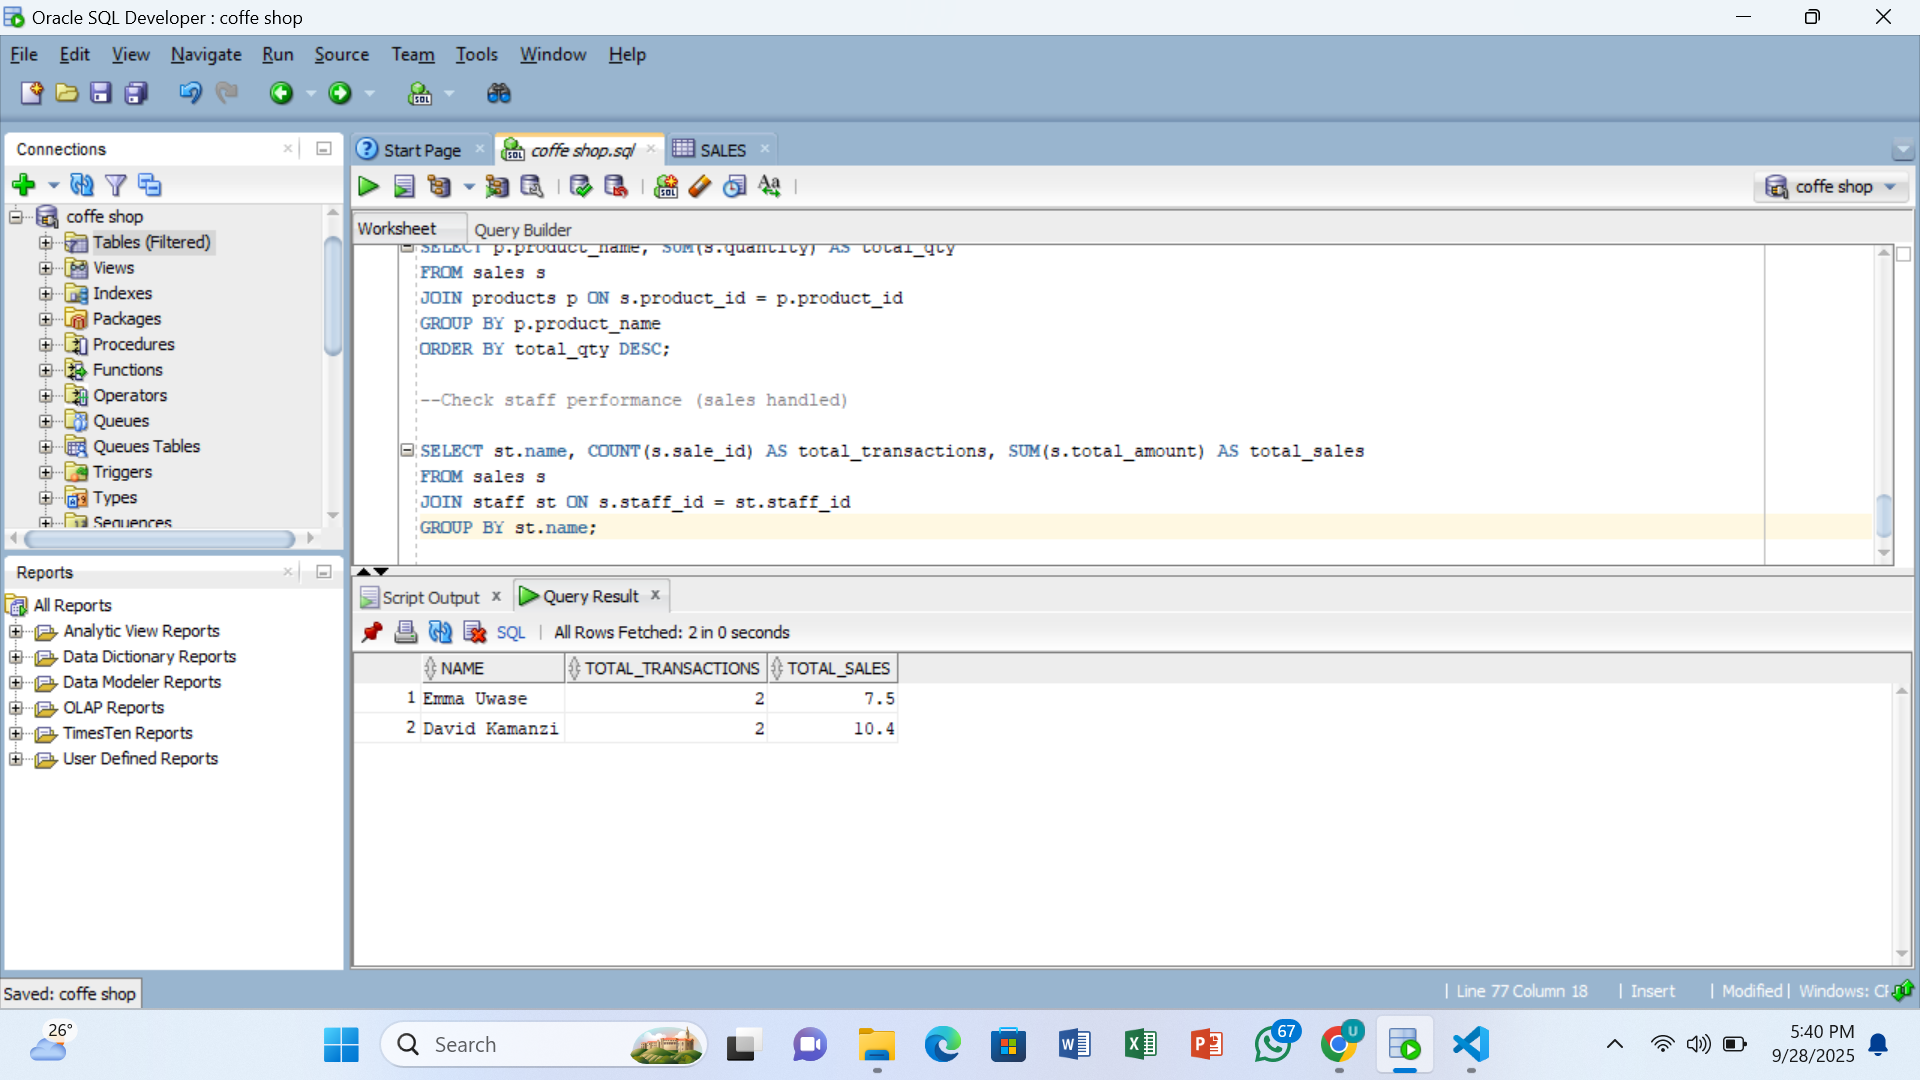 Oracle SQL Developer : coffe shop
File Edit View Navigate Run Source Team Tools Window Help
Connections
Start Page
coffe shop.sql
SALES
coffe shop
coffe shop
Tables (Filtered)
Views
Indexes
Packages
Procedures
Functions
Operators
Queues
Queues Tables
Triggers
Types
Sequences
Worksheet
Query Builder
SELECT p.product_name, SUM(s.quantity) AS total_qty
FROM sales s
JOIN products p ON s.product_id = p.product_id
GROUP BY p.product_name
ORDER BY total_qty DESC;
--Check staff performance (sales handled)
SELECT st.name, COUNT(s.sale_id) AS total_transactions, SUM(s.total_amount) AS total_sales
FROM sales s
JOIN staff st ON s.staff_id = st.staff_id
GROUP BY st.name;
Reports
All Reports
Analytic View Reports
Data Dictionary Reports
Data Modeler Reports
OLAP Reports
TimesTen Reports
User Defined Reports
Script Output
Query Result
SQL
All Rows Fetched: 2 in 0 seconds
NAME TOTAL_TRANSACTIONS TOTAL_SALES
1 Emma Uwase 2 7.5
2 David Kamanzi 2 10.4
Saved: coffe shop
Line 77 Column 18
Insert
Modified
Windows:
26°
Search
67
U
5:40 PM
9/28/2025